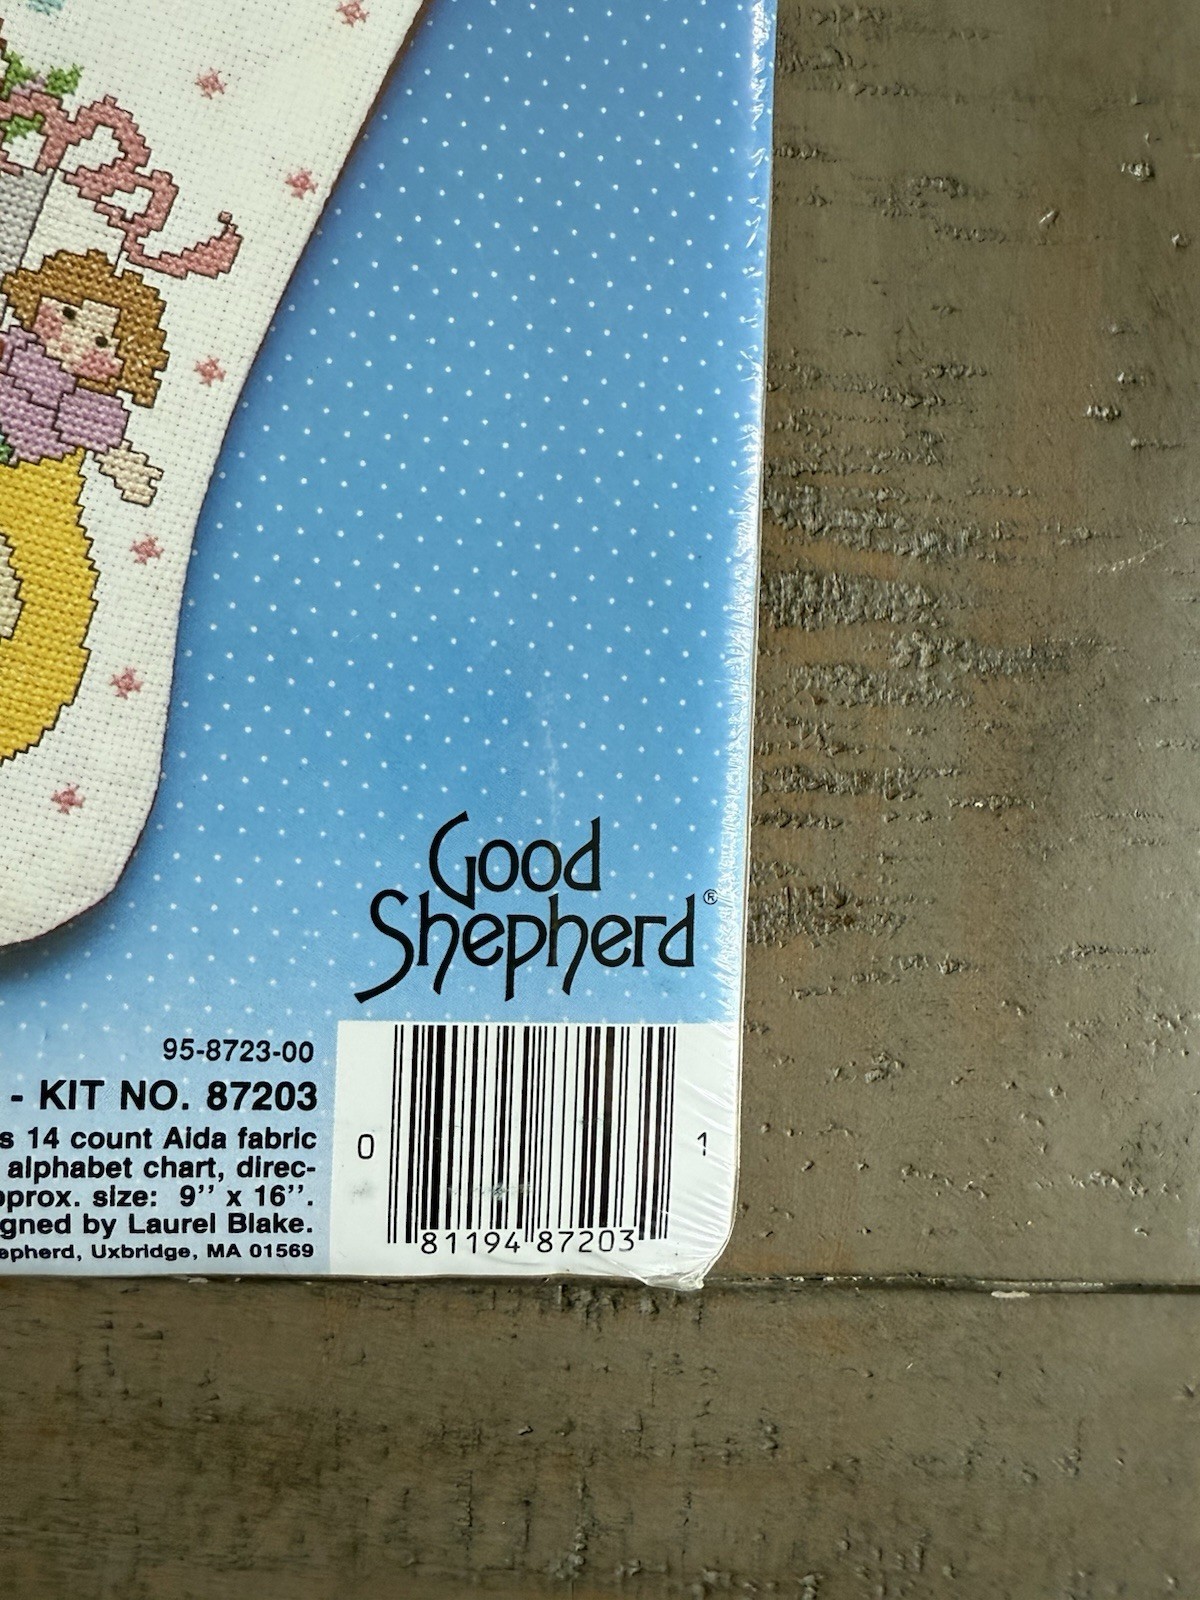 Good
Shepherd®
95-8723-00
- KIT NO. 87203
s 14 count Aida fabric
alphabet chart, direc-
pprox. size: 9’’ x 16’’.
gned by Laurel Blake.
epherd, Uxbridge, MA 01569
0 81194 87203 1